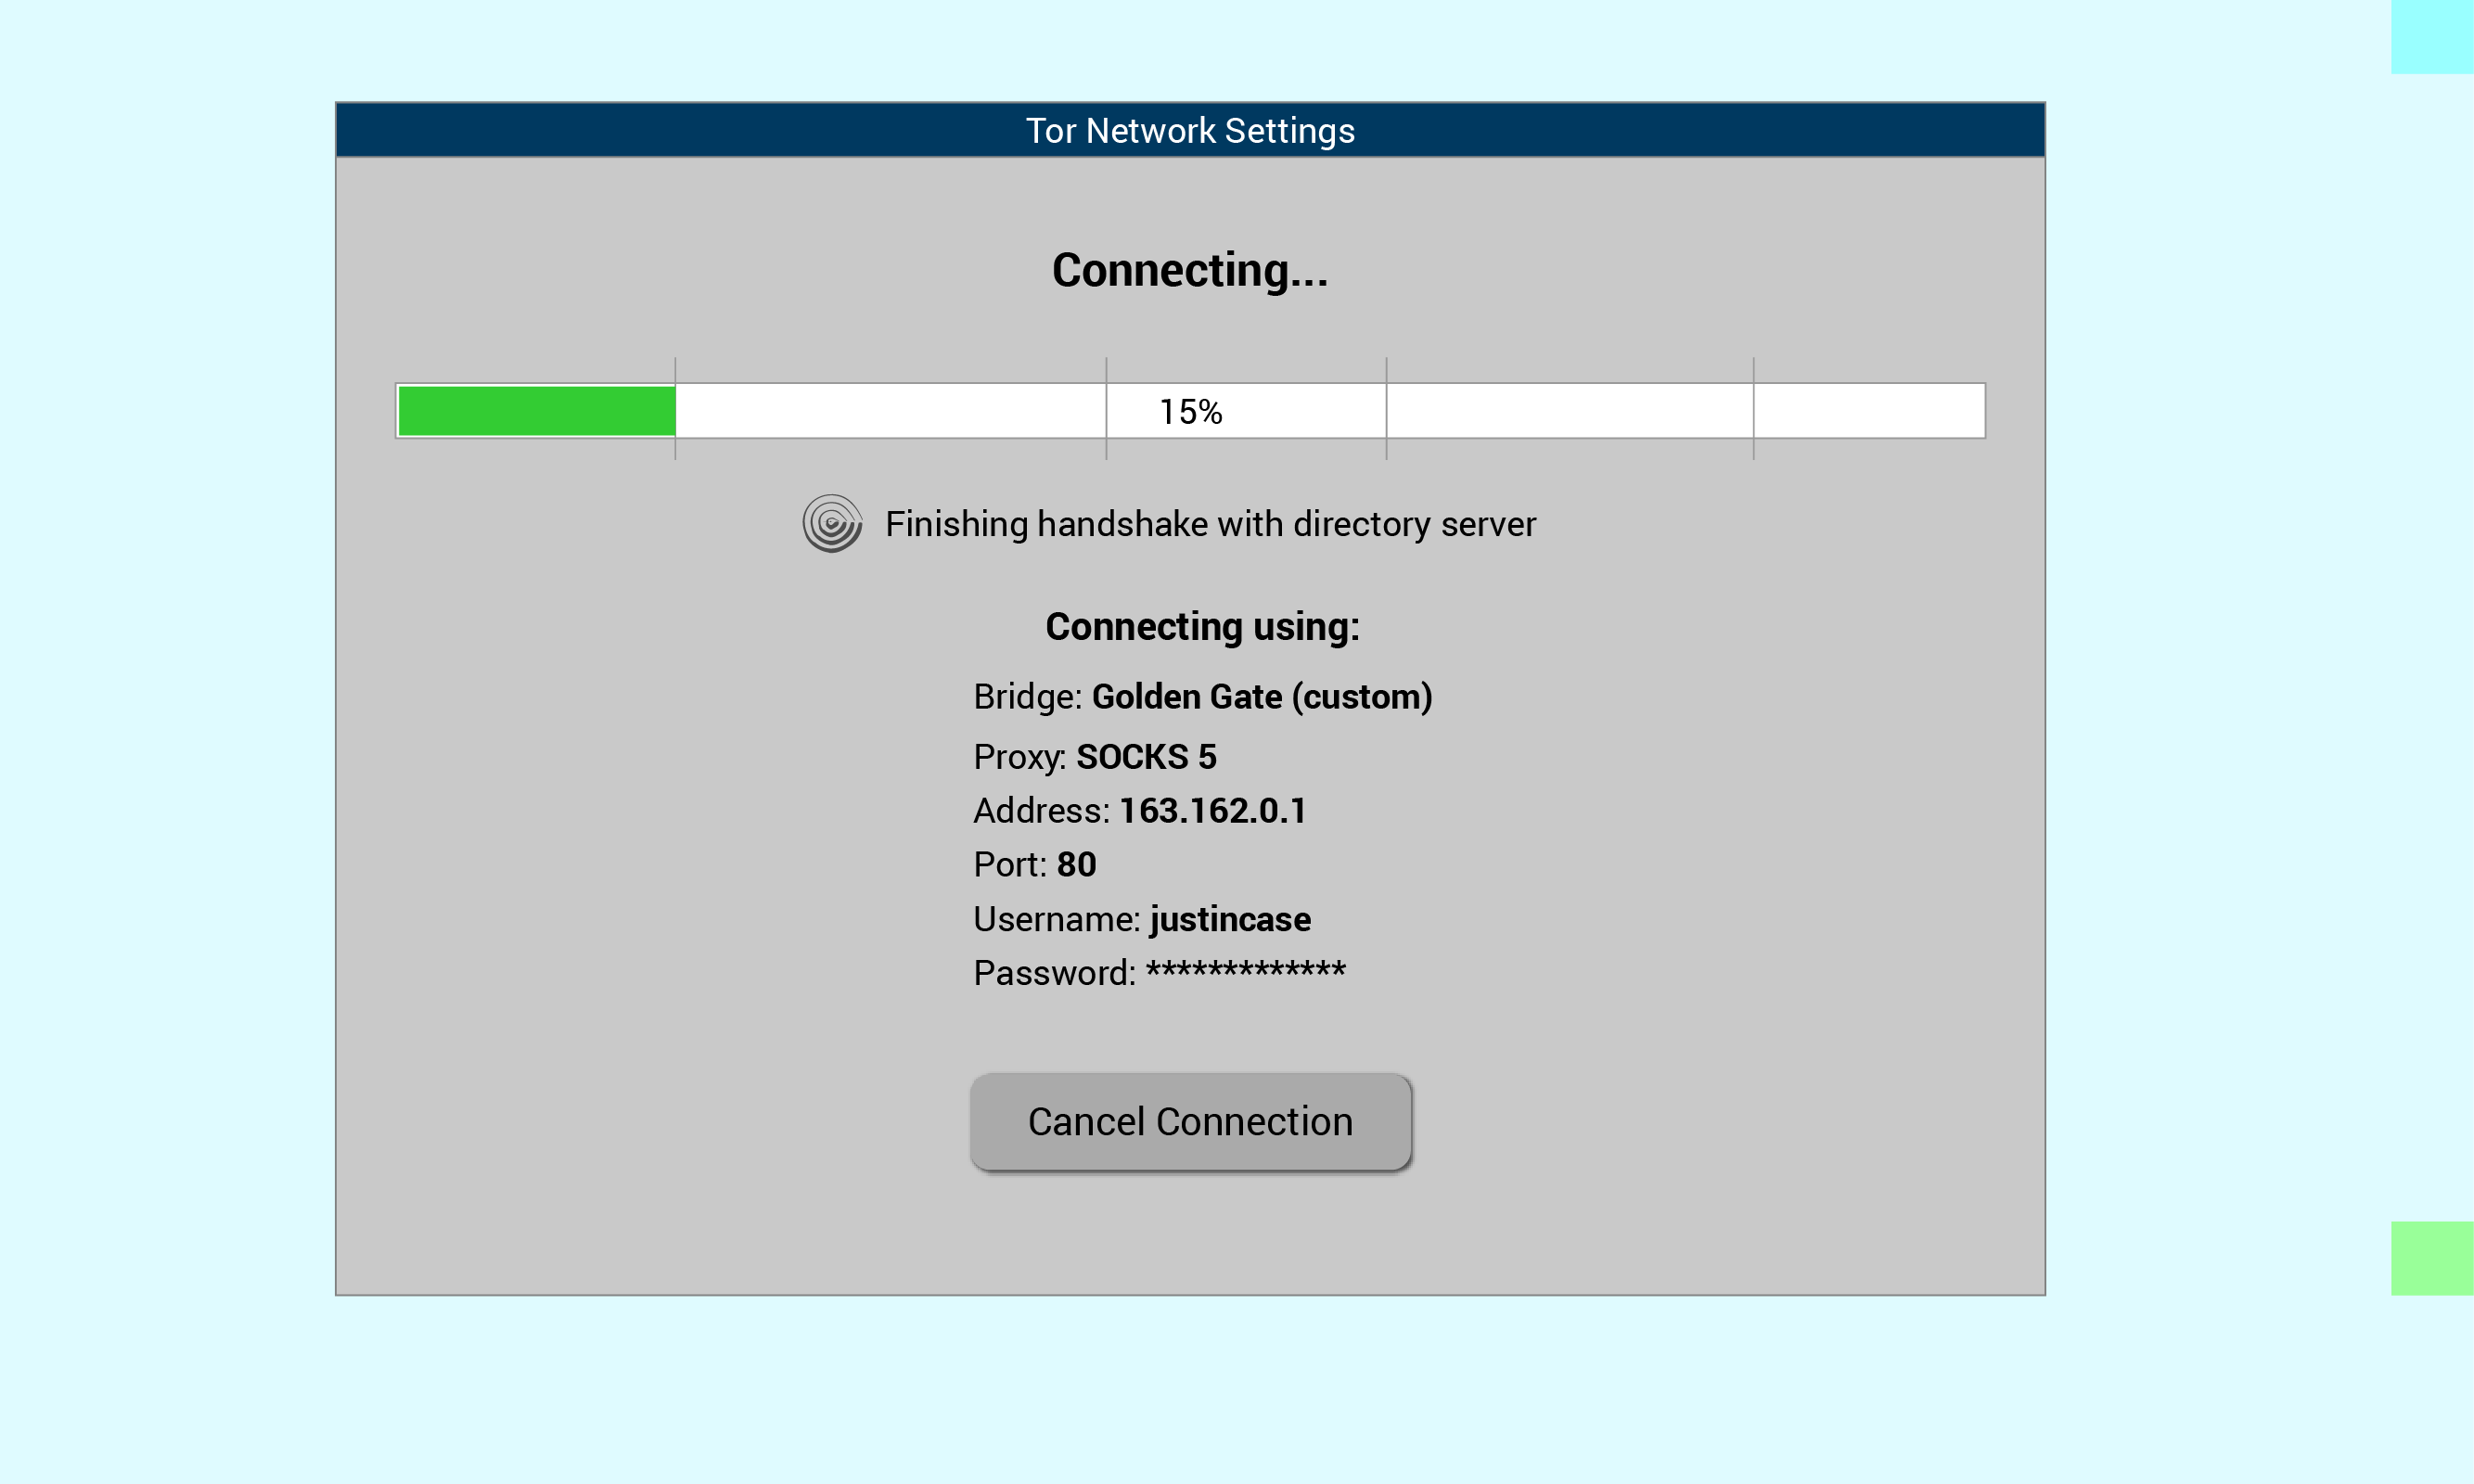 Tor Network Settings
Connecting...
15%
Finishing handshake with directory server
Connecting using:
Bridge: Golden Gate (custom)
Proxy: SOCKS 5
Address: 163.162.0.1
Port: 80
Username: justincase
Password: *************
Cancel Connection